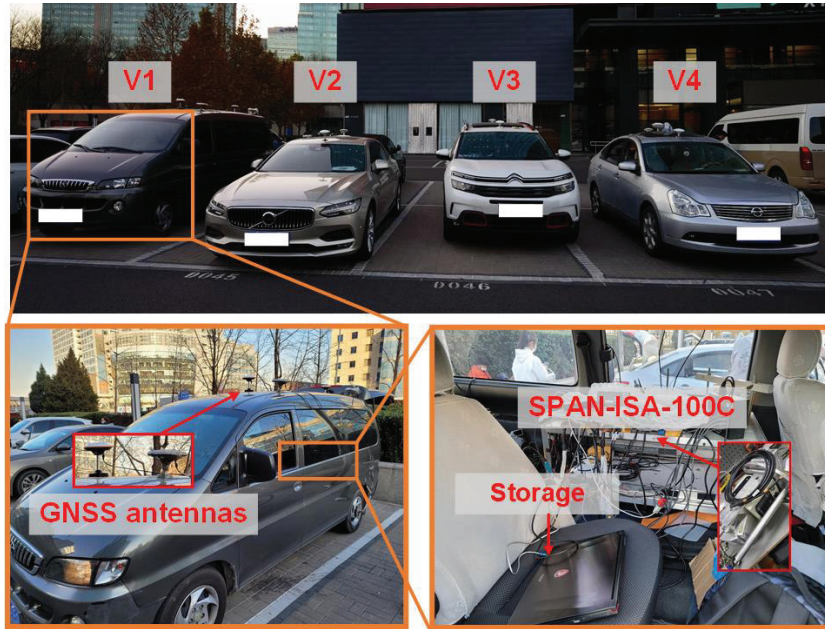 V1
V2
V3
V4
0045
0046
0047
GNSS antennas
SPAN-ISA-100C
Storage